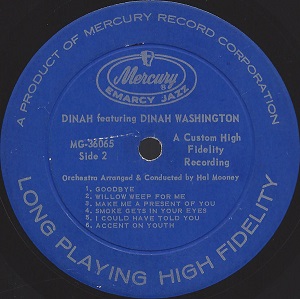 A PRODUCT OF MERCURY RECORD CORPORATION
Mercury
EMARCY JAZZ
DINAH featuring DINAH WASHINGTON
MG-36065
Side 2
A Custom High
Fidelity
Recording
Orchestra Arranged & Conducted by Hal Mooney
1. GOODBYE
2. WILLOW WEEP FOR ME
3. MAKE ME A PRESENT OF YOU
4. SMOKE GETS IN YOUR EYES
5. I COULD HAVE TOLD YOU
6. ACCENT ON YOUTH
LONG PLAYING HIGH FIDELITY